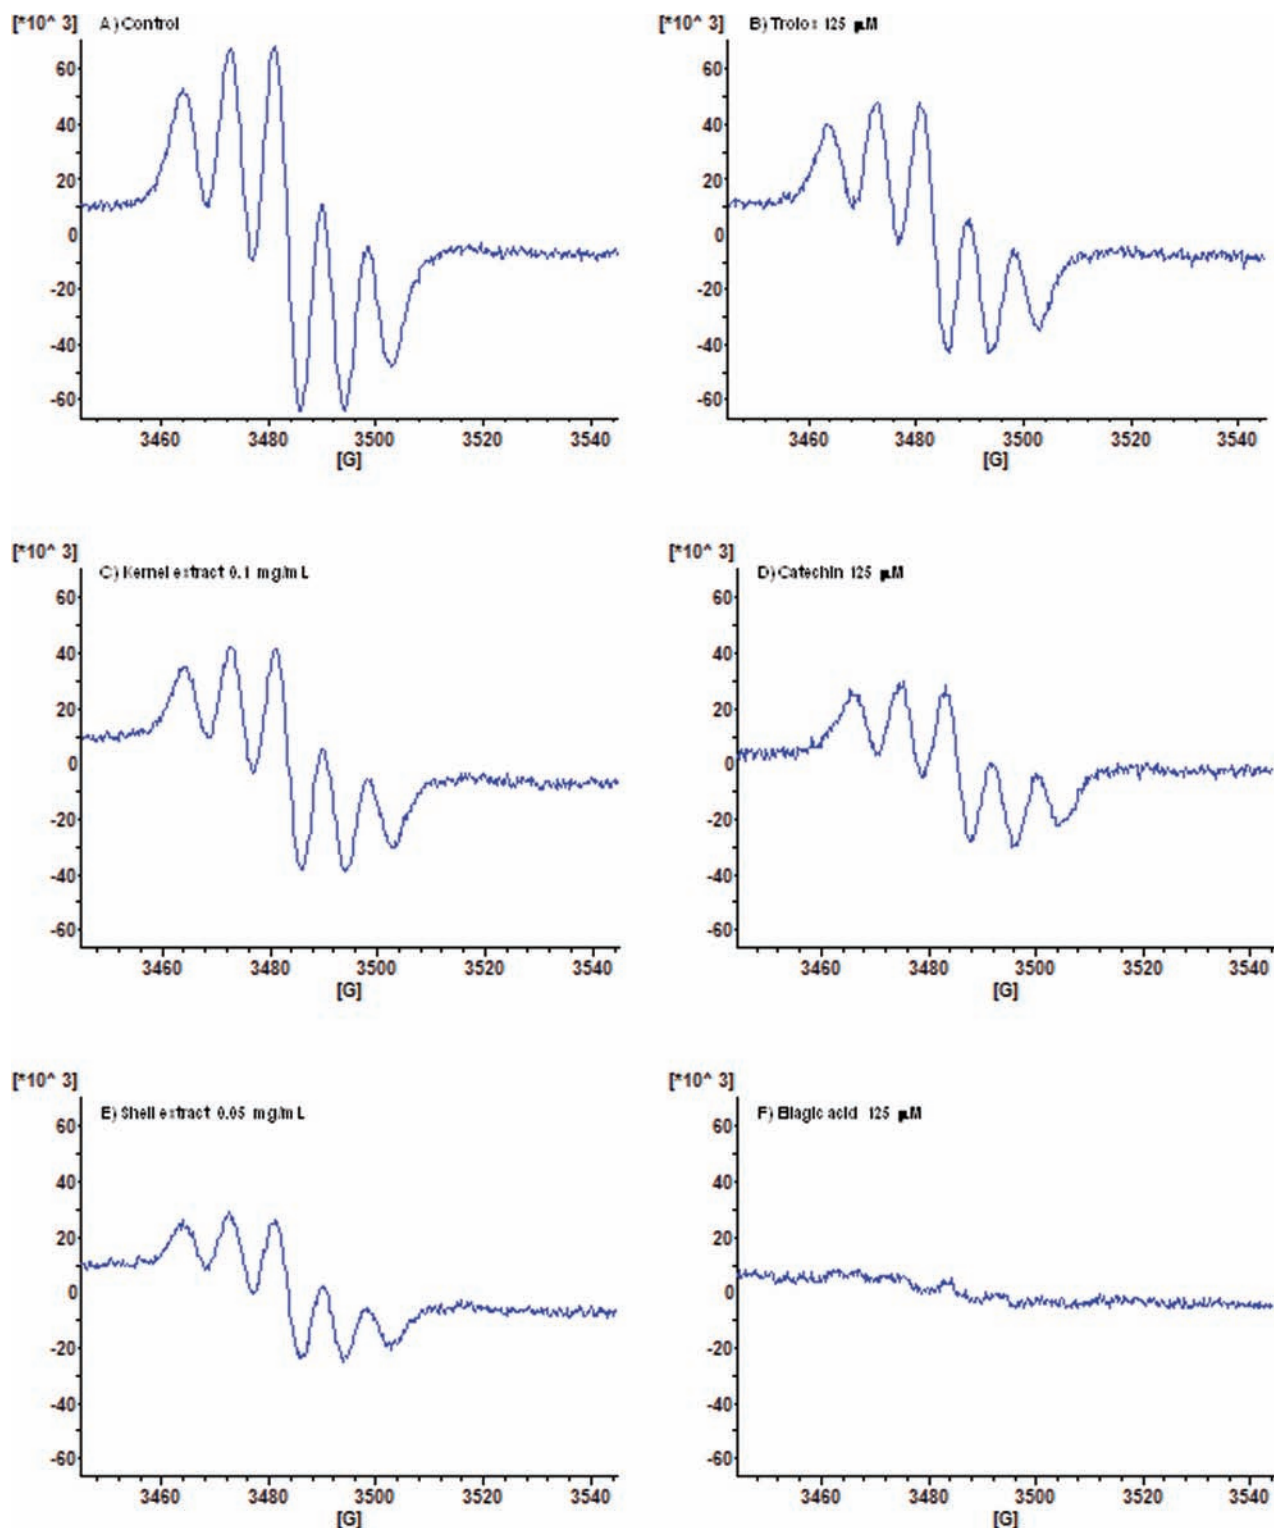 [*10^ 3]
A) Control
60
40
20
0
-20
-40
-60
3460 3480 3500 3520 3540
[G]
[*10^ 3]
B) Trolox 125 μM
60
40
20
0
-20
-40
-60
3460 3480 3500 3520 3540
[G]
[*10^ 3]
C) Kernel extract 0.1 mg/mL
60
40
20
0
-20
-40
-60
3460 3480 3500 3520 3540
[G]
[*10^ 3]
D) Catechin 125 μM
60
40
20
0
-20
-40
-60
3460 3480 3500 3520 3540
[G]
[*10^ 3]
E) Shell extract 0.05 mg/mL
60
40
20
0
-20
-40
-60
3460 3480 3500 3520 3540
[G]
[*10^ 3]
F) Ellagic acid 125 μM
60
40
20
0
-20
-40
-60
3460 3480 3500 3520 3540
[G]